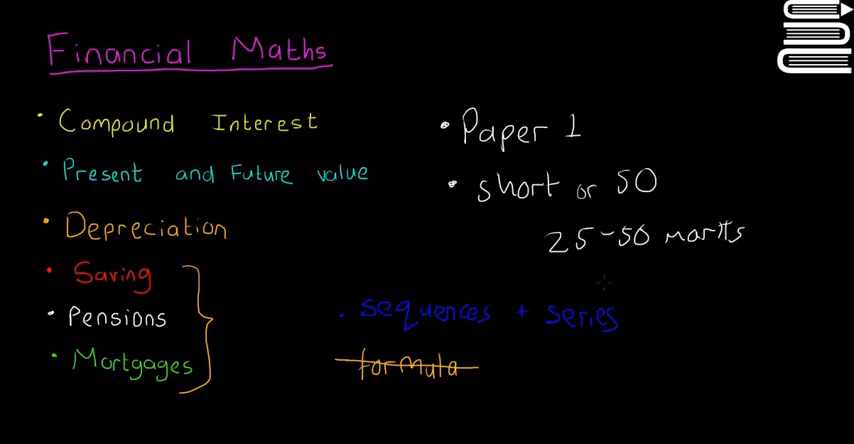 Financial Maths
• Compound Interest
• Present and Future value
• Depreciation
• Saving
• Pensions
• Mortgages
• Paper 1
• short or 50
25-50 marks
. sequences + series
formula